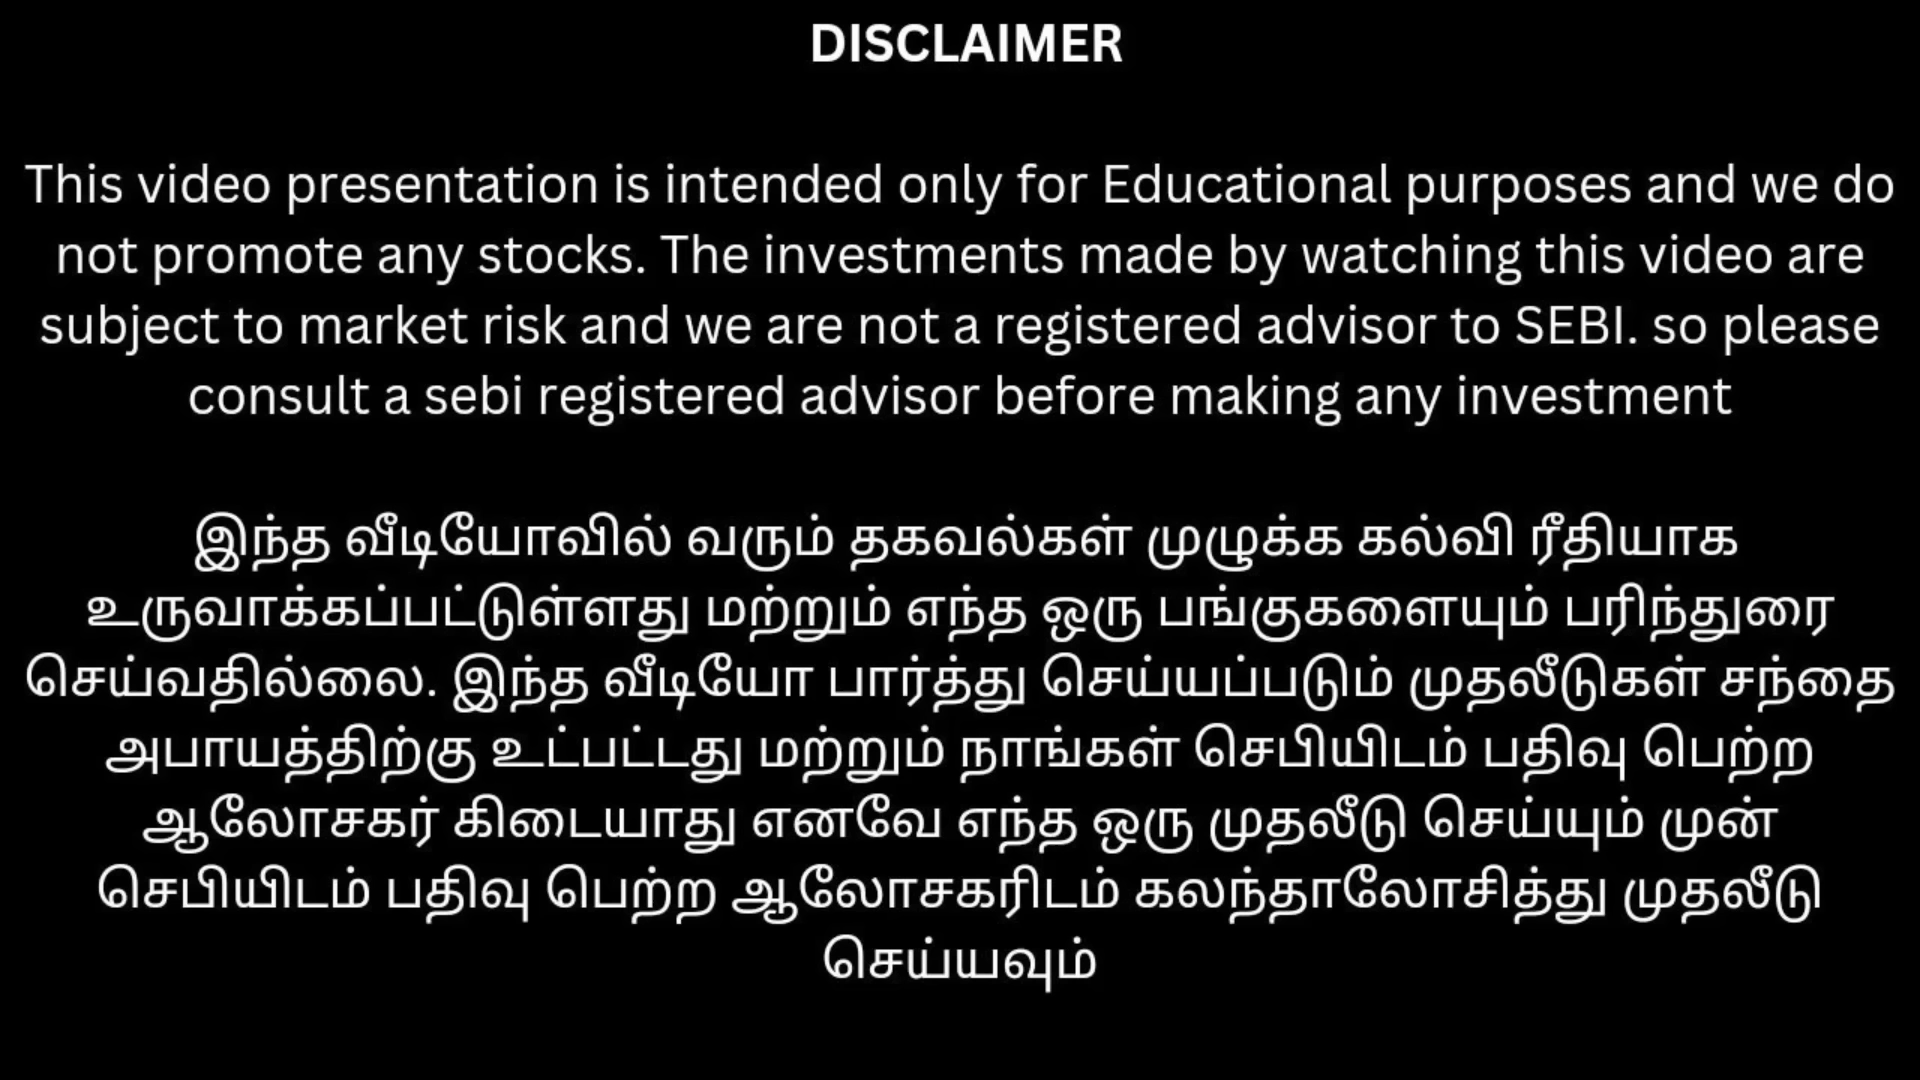 DISCLAIMER
This video presentation is intended only for Educational purposes and we do
not promote any stocks. The investments made by watching this video are
subject to market risk and we are not a registered advisor to SEBI. so please
consult a sebi registered advisor before making any investment
இந்த வீடியோவில் வரும் தகவல்கள் முழுக்க கல்வி ரீதியாக
உருவாக்கப்பட்டுள்ளது மற்றும் எந்த ஒரு பங்குகளையும் பரிந்துரை
செய்வதில்லை. இந்த வீடியோ பார்த்து செய்யப்படும் முதலீடுகள் சந்தை
அபாயத்திற்கு உட்பட்டது மற்றும் நாங்கள் செபியிடம் பதிவு பெற்ற
ஆலோசகர் கிடையாது எனவே எந்த ஒரு முதலீடு செய்யும் முன்
செபியிடம் பதிவு பெற்ற ஆலோசகரிடம் கலந்தாலோசித்து முதலீடு
செய்யவும்